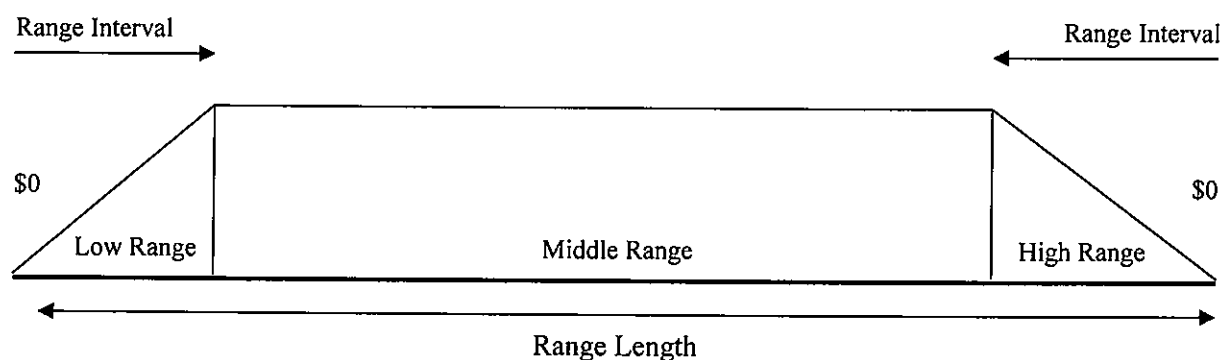 Range Interval
Range Interval
$0
$0
Low Range
Middle Range
High Range
Range Length